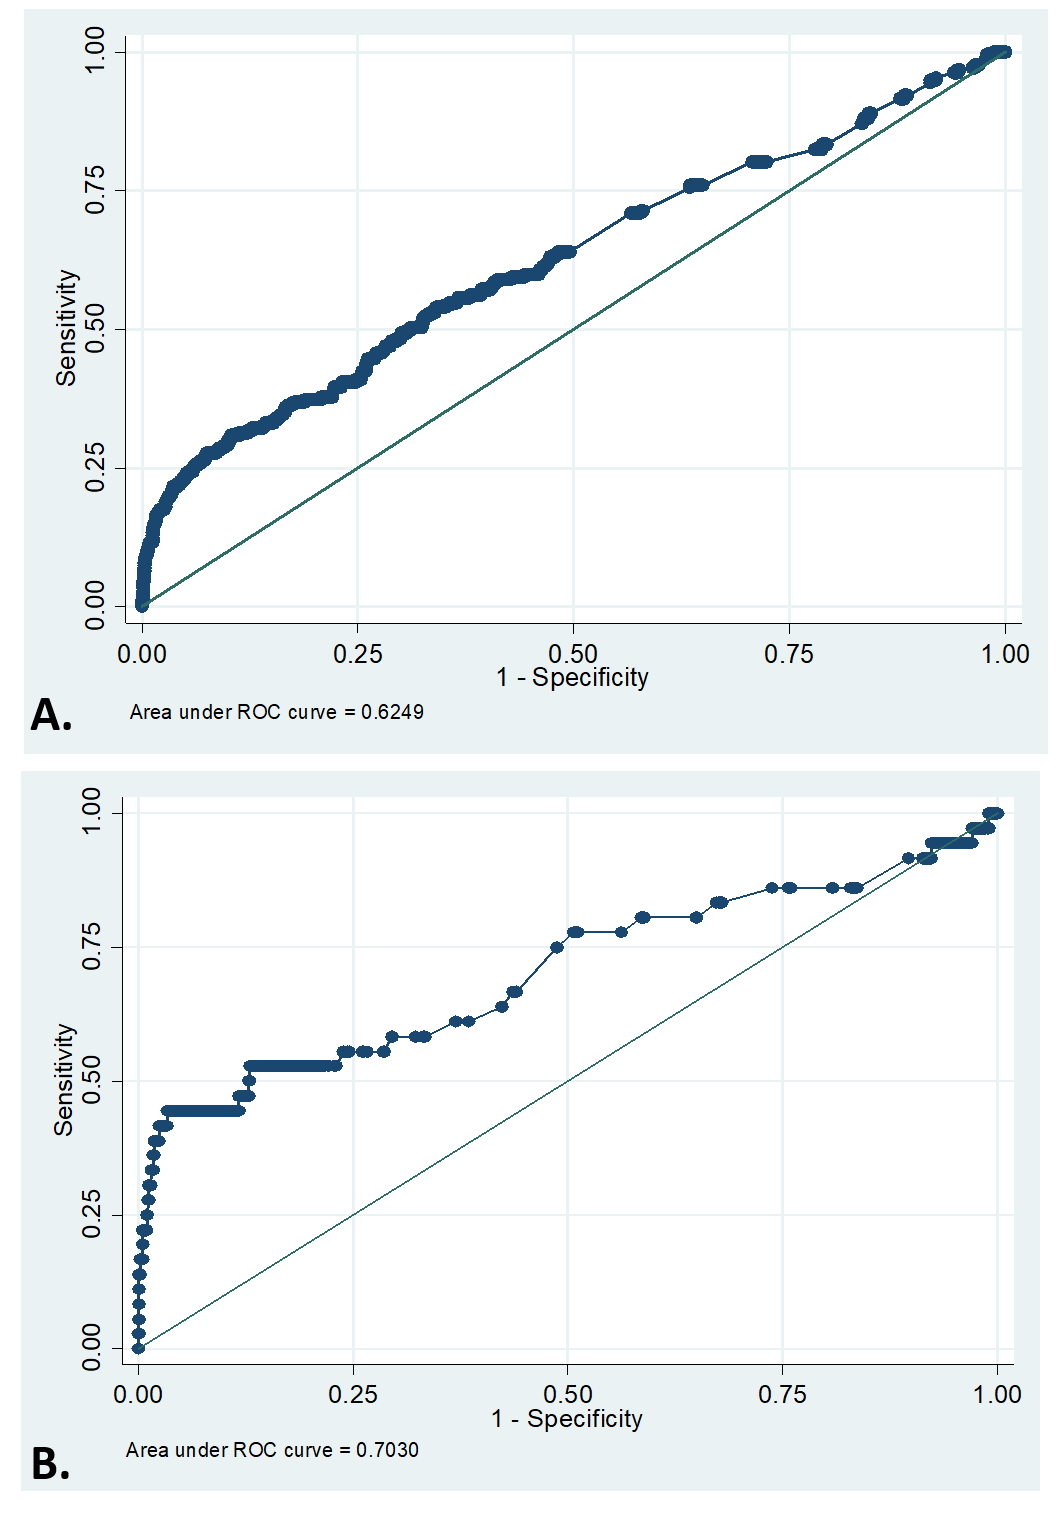 1.00
0.75
0.50
0.25
0.00
Sensitivity
0.00 0.25 0.50 0.75 1.00
1 - Specificity
Area under ROC curve = 0.6249
A.
1.00
0.75
0.50
0.25
0.00
Sensitivity
0.00 0.25 0.50 0.75 1.00
1 - Specificity
Area under ROC curve = 0.7030
B.